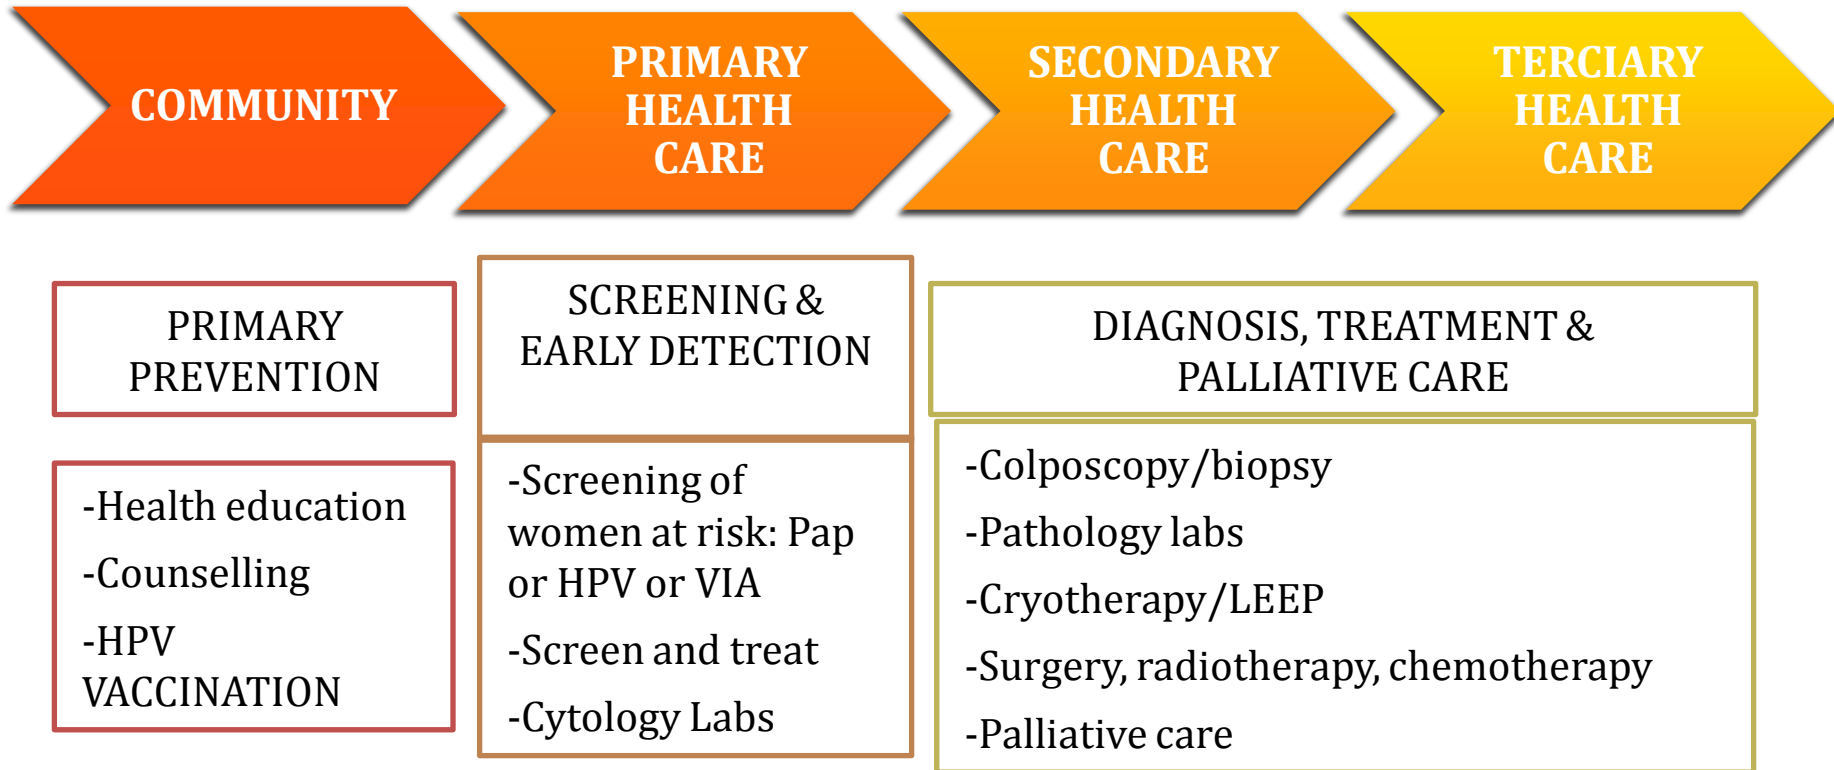 COMMUNITY
PRIMARY
HEALTH
CARE
SECONDARY
HEALTH
CARE
TERCIARY
HEALTH
CARE
PRIMARY
PREVENTION
-Health education
-Counselling
-HPV
VACCINATION
SCREENING &
EARLY DETECTION
-Screening of
women at risk: Pap
or HPV or VIA
-Screen and treat
-Cytology Labs
DIAGNOSIS, TREATMENT &
PALLIATIVE CARE
-Colposcopy/biopsy
-Pathology labs
-Cryotherapy/LEEP
-Surgery, radiotherapy, chemotherapy
-Palliative care